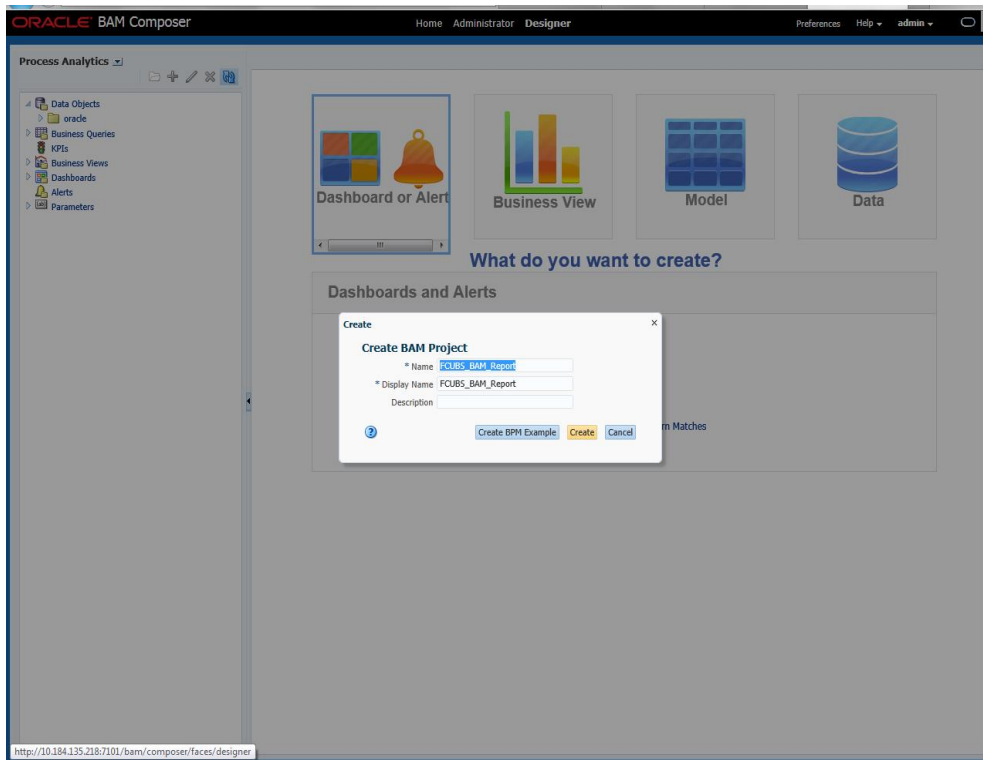 ORACLE BAM Composer
Home Administrator Designer
Preferences Help admin
Process Analytics
Data Objects
oracle
Business Queries
KPIs
Business Views
Dashboards
Alerts
Parameters
Dashboard or Alert
Business View
Model
Data
What do you want to create?
Dashboards and Alerts
Create
x
Create BAM Project
* Name FCUBS_BAM_Report
* Display Name FCUBS_BAM_Report
Description
?
Create BPM Example Create Cancel
rn Matches
http://10.184.135.218:7101/bam/composer/faces/designer